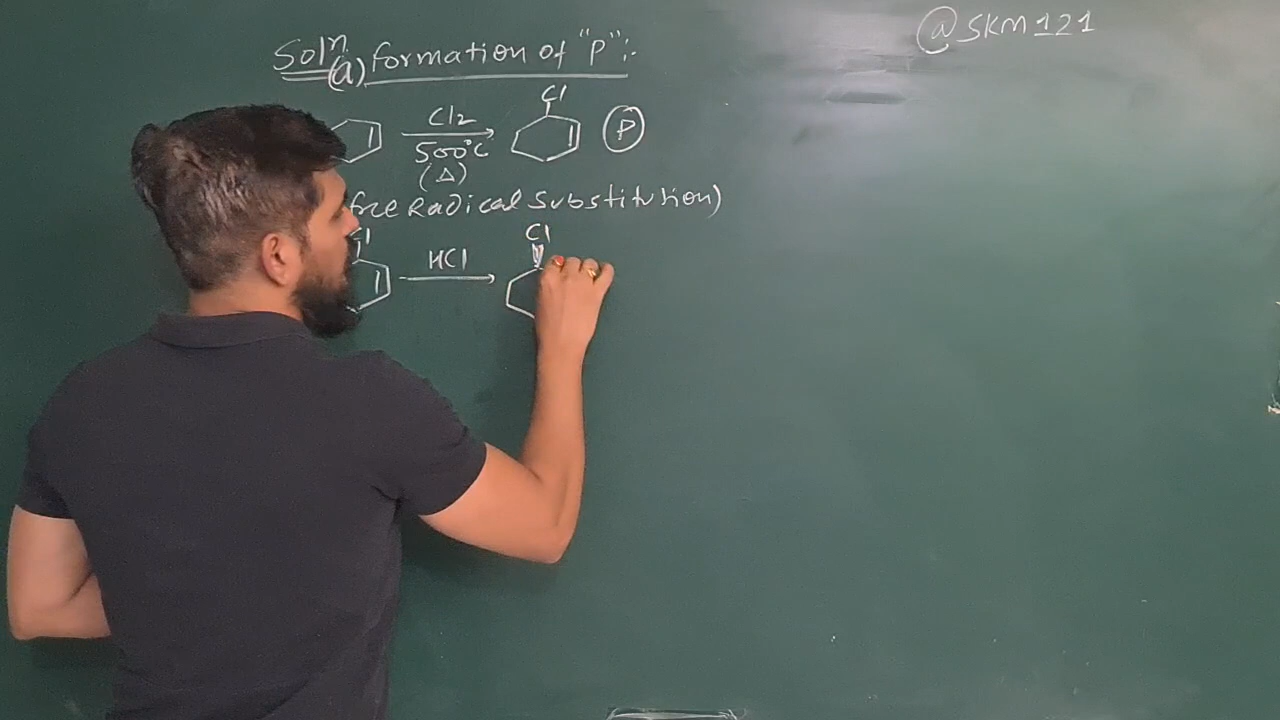 @SKM121
Solⁿ (a) formation of "P":-
Cl
Cl2
500°C
(Δ)
P
free Radical Substitution)
Cl
HCl
Cl